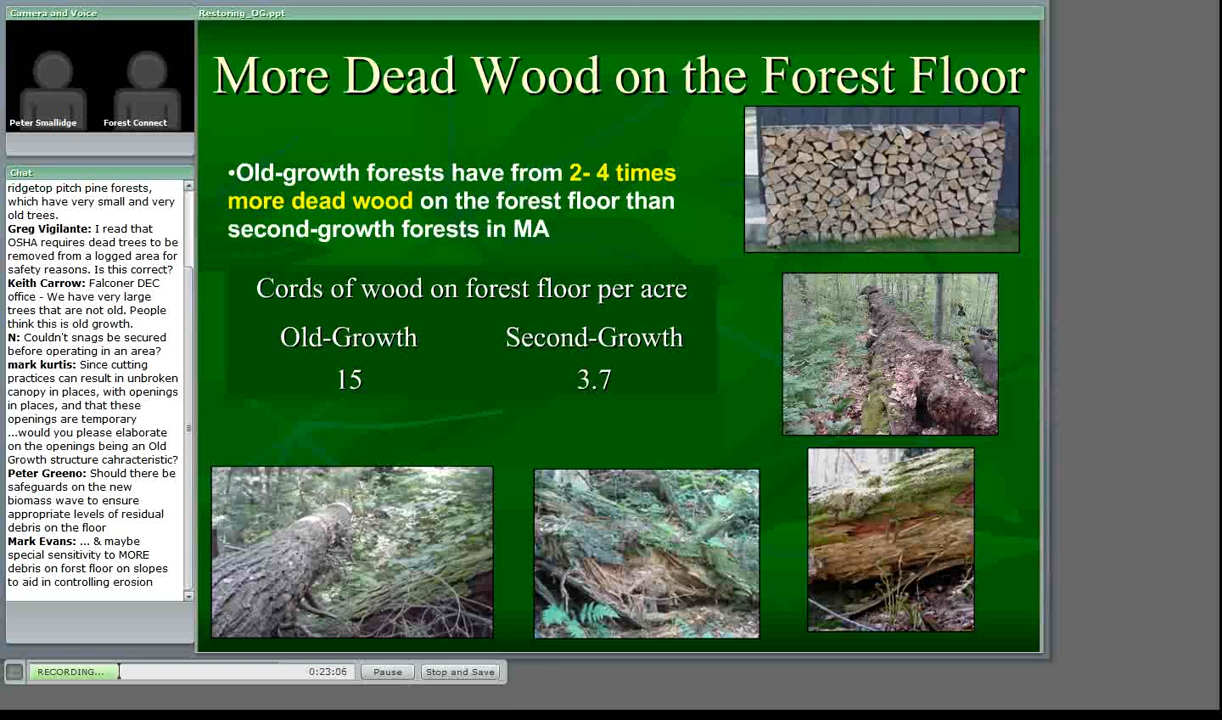 Camera and Voice
Restoring_OG.ppt
Peter Smallidge
Forest Connect
Chat
ridgetop pitch pine forests,
which have very small and very
old trees.
Greg Vigilante: I read that
OSHA requires dead trees to be
removed from a logged area for
safety reasons. Is this correct?
Keith Carrow: Falconer DEC
office - We have very large
trees that are not old. People
think this is old growth.
N: Couldn't snags be secured
before operating in an area?
mark kurtis: Since cutting
practices can result in unbroken
canopy in places, with openings
in places, and that these
openings are temporary
...would you please elaborate
on the openings being an Old
Growth structure cahracteristic?
Peter Greeno: Should there be
safeguards on the new
biomass wave to ensure
appropriate levels of residual
debris on the floor
Mark Evans: ... & maybe
special sensitivity to MORE
debris on forst floor on slopes
to aid in controlling erosion
More Dead Wood on the Forest Floor
•Old-growth forests have from 2- 4 times
more dead wood on the forest floor than
second-growth forests in MA
Cords of wood on forest floor per acre
Old-Growth Second-Growth
15 3.7
RECORDING... 0:23:06 Pause Stop and Save